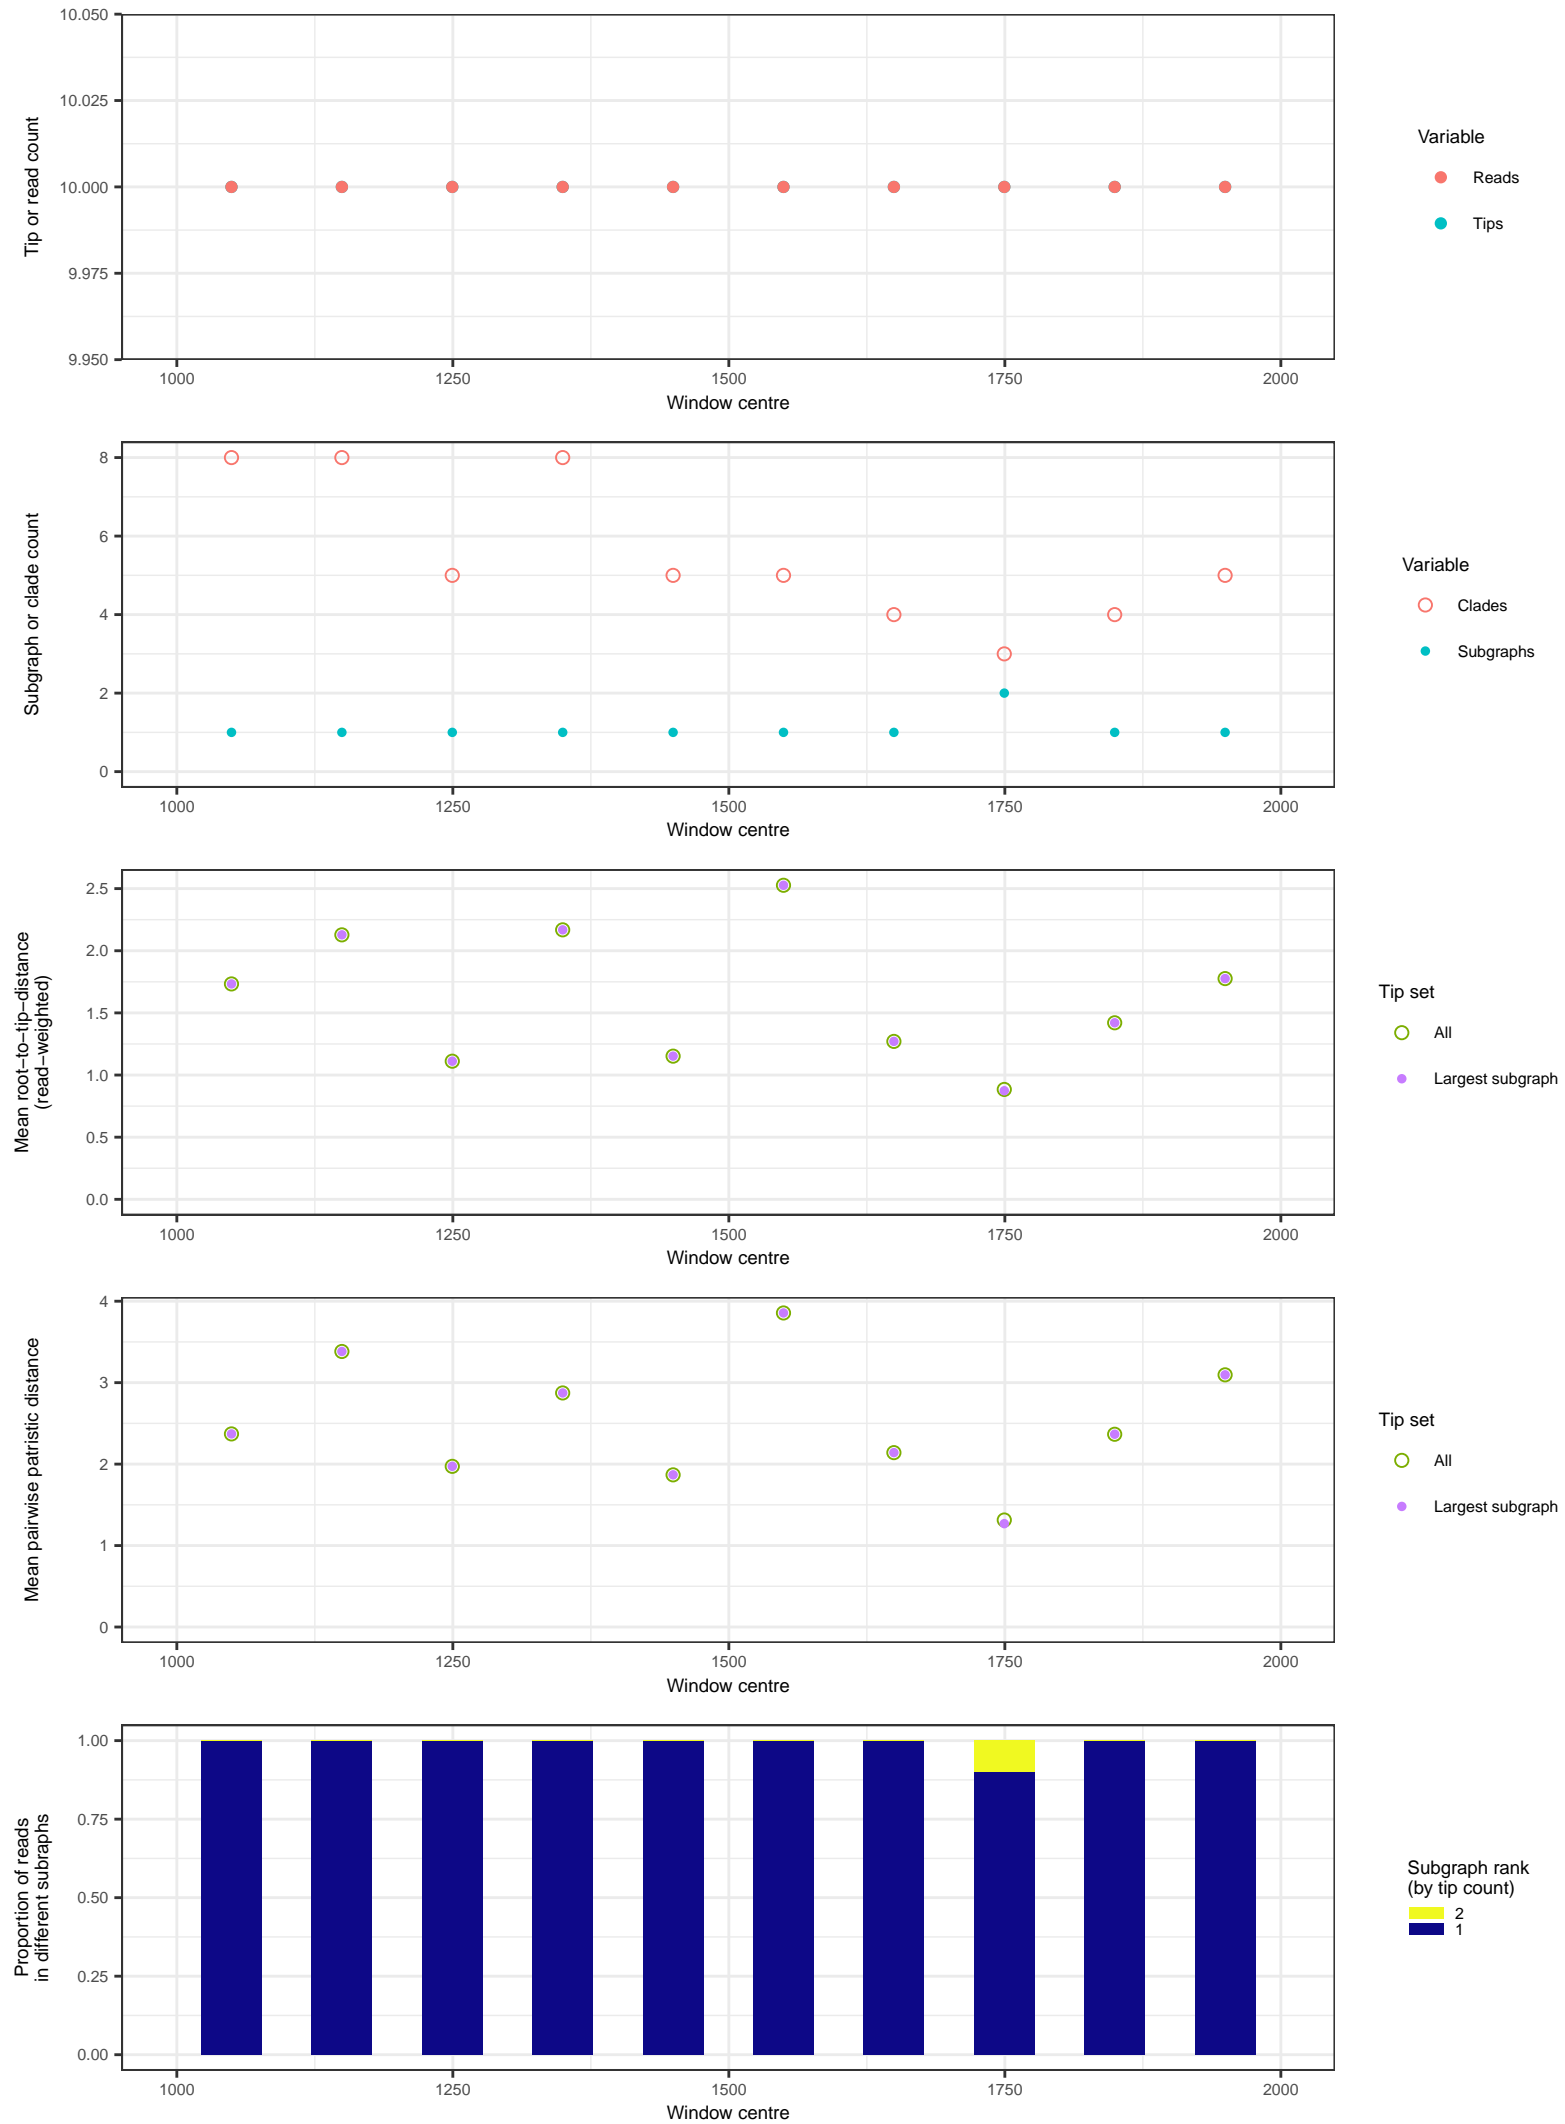 Tip or read count
10.050
10.025
10.000
9.975
9.950
1000 1250 1500 1750 2000
Window centre
Variable
Reads
Tips
Subgraph or clade count
8
6
4
2
0
1000 1250 1500 1750 2000
Window centre
Variable
Clades
Subgraphs
Mean root−to−tip−distance
(read−weighted)
2.5
2.0
1.5
1.0
0.5
0.0
1000 1250 1500 1750 2000
Window centre
Tip set
All
Largest subgraph
Mean pairwise patristic distance
4
3
2
1
0
1000 1250 1500 1750 2000
Window centre
Tip set
All
Largest subgraph
Proportion of reads
in different subraphs
1.00
0.75
0.50
0.25
0.00
1000 1250 1500 1750 2000
Window centre
Subgraph rank
(by tip count)
2
1